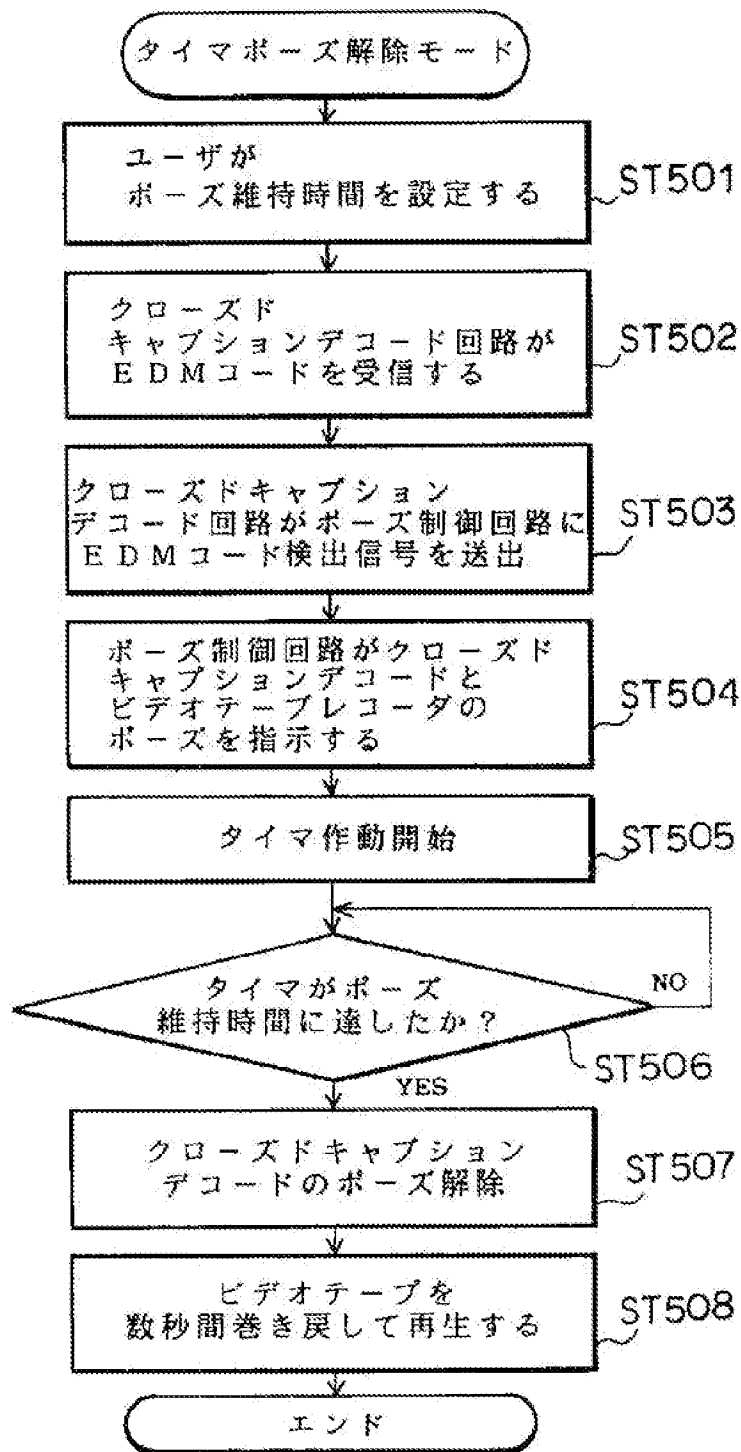 タイマポーズ解除モード
ユーザが
ポーズ維持時間を設定する
ST501
クローズド
キャプションデコード回路が
EDMコードを受信する
ST502
クローズドキャプション
デコード回路がポーズ制御回路に
EDMコード検出信号を送出
ST503
ポーズ制御回路がクローズド
キャプションデコードと
ビデオテープレコーダの
ポーズを指示する
ST504
タイマ作動開始
ST505
タイマがポーズ
維持時間に達したか？
NO
ST506
YES
クローズドキャプション
デコードのポーズ解除
ST507
ビデオテープを
数秒間巻き戻して再生する
ST508
エンド